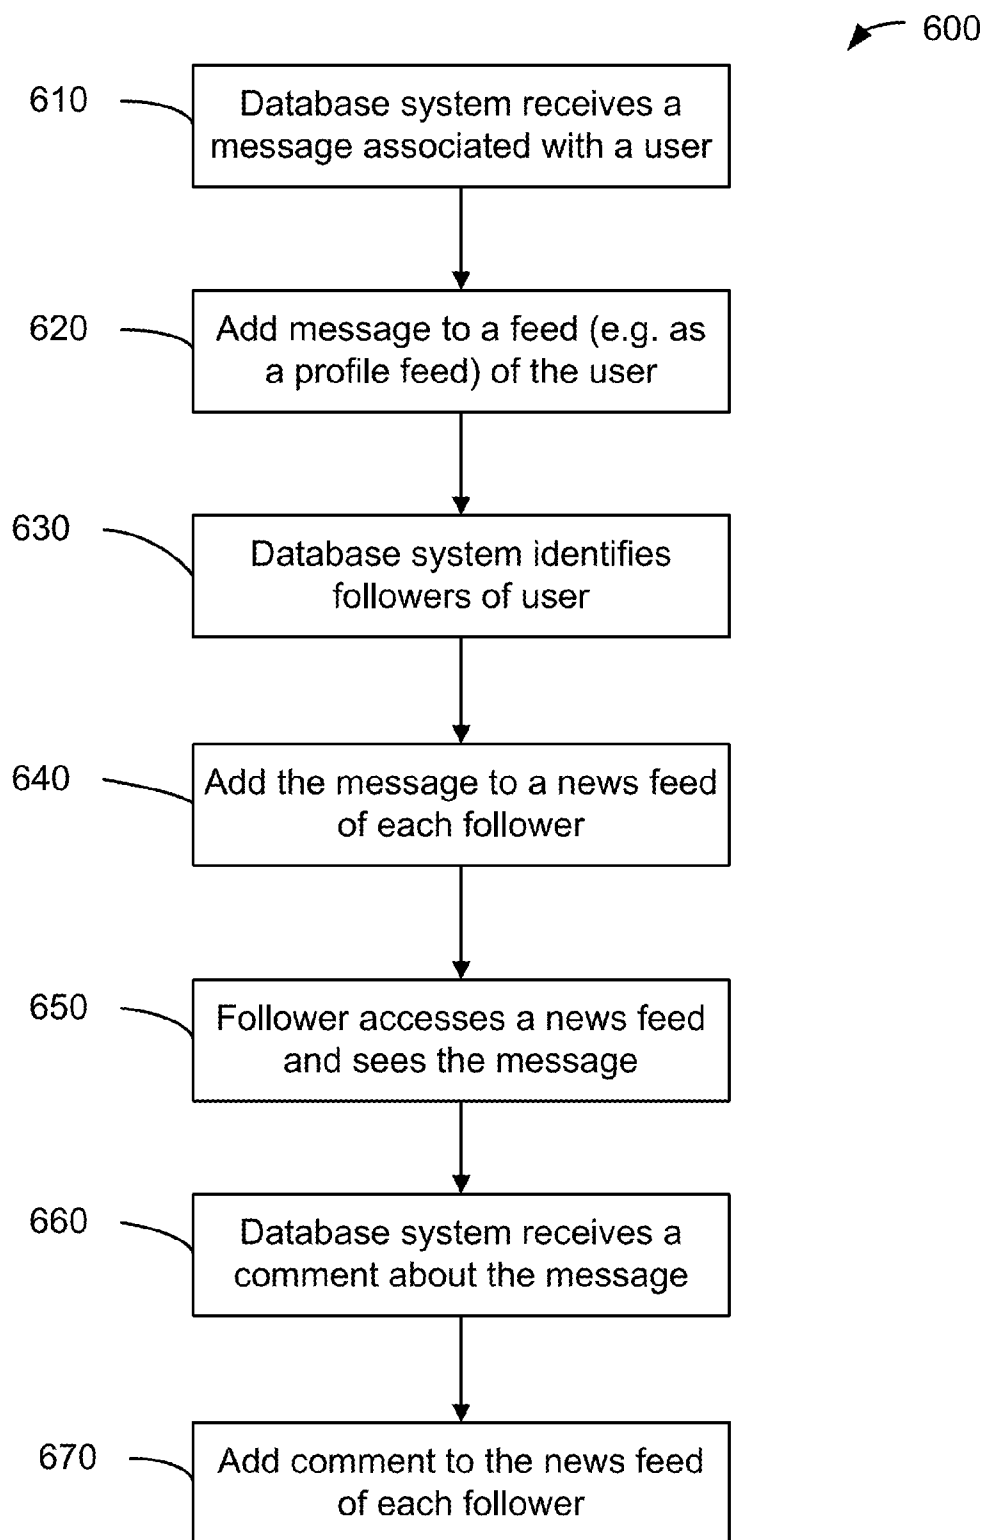 600
610
Database system receives a
message associated with a user
620
Add message to a feed (e.g. as
a profile feed) of the user
630
Database system identifies
followers of user
640
Add the message to a news feed
of each follower
650
Follower accesses a news feed
and sees the message
660
Database system receives a
comment about the message
670
Add comment to the news feed
of each follower